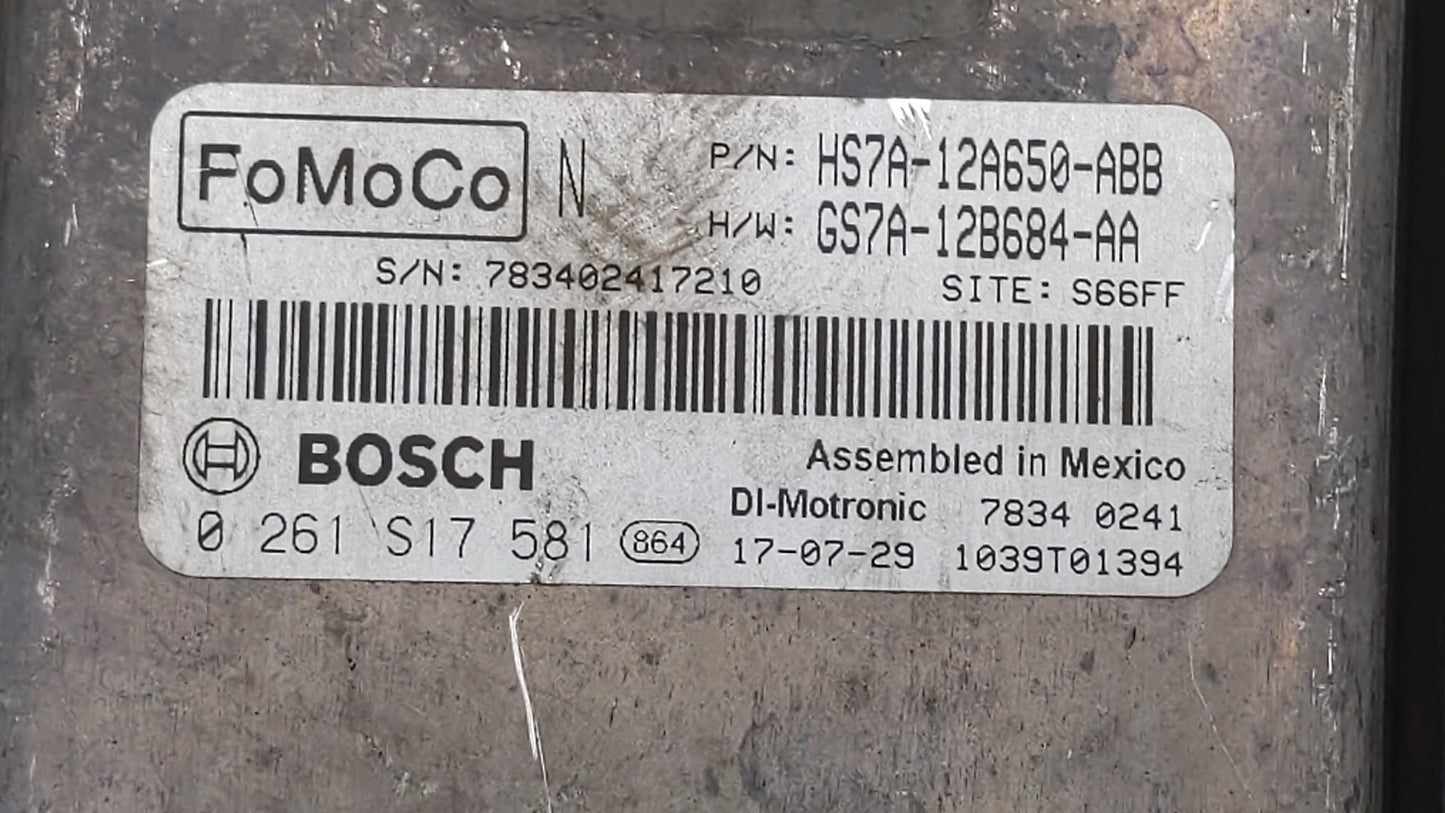 FoMoCo N P/N: HS7A-12A650-ABB
H/W: GS7A-12B684-AA
S/N: 783402417210 SITE: S66FF
BOSCH Assembled in Mexico
DI-Motronic 7834 0241
0 261 S17 581 864 17-07-29 1039T01394